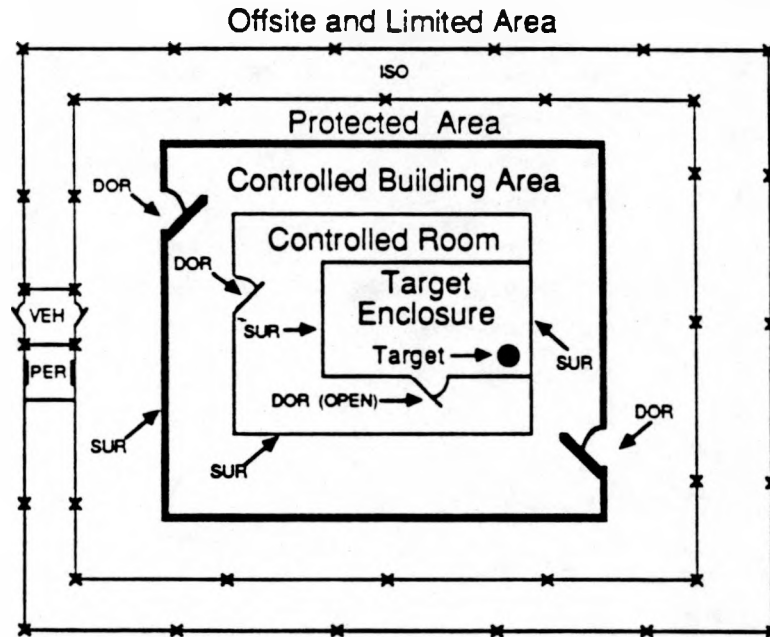 Offsite and Limited Area
ISO
Protected Area
DOR
Controlled Building Area
Controlled Room
DOR
Target
Enclosure
VEH
SUR
Target
SUR
PER
DOR (OPEN)
DOR
SUR
SUR